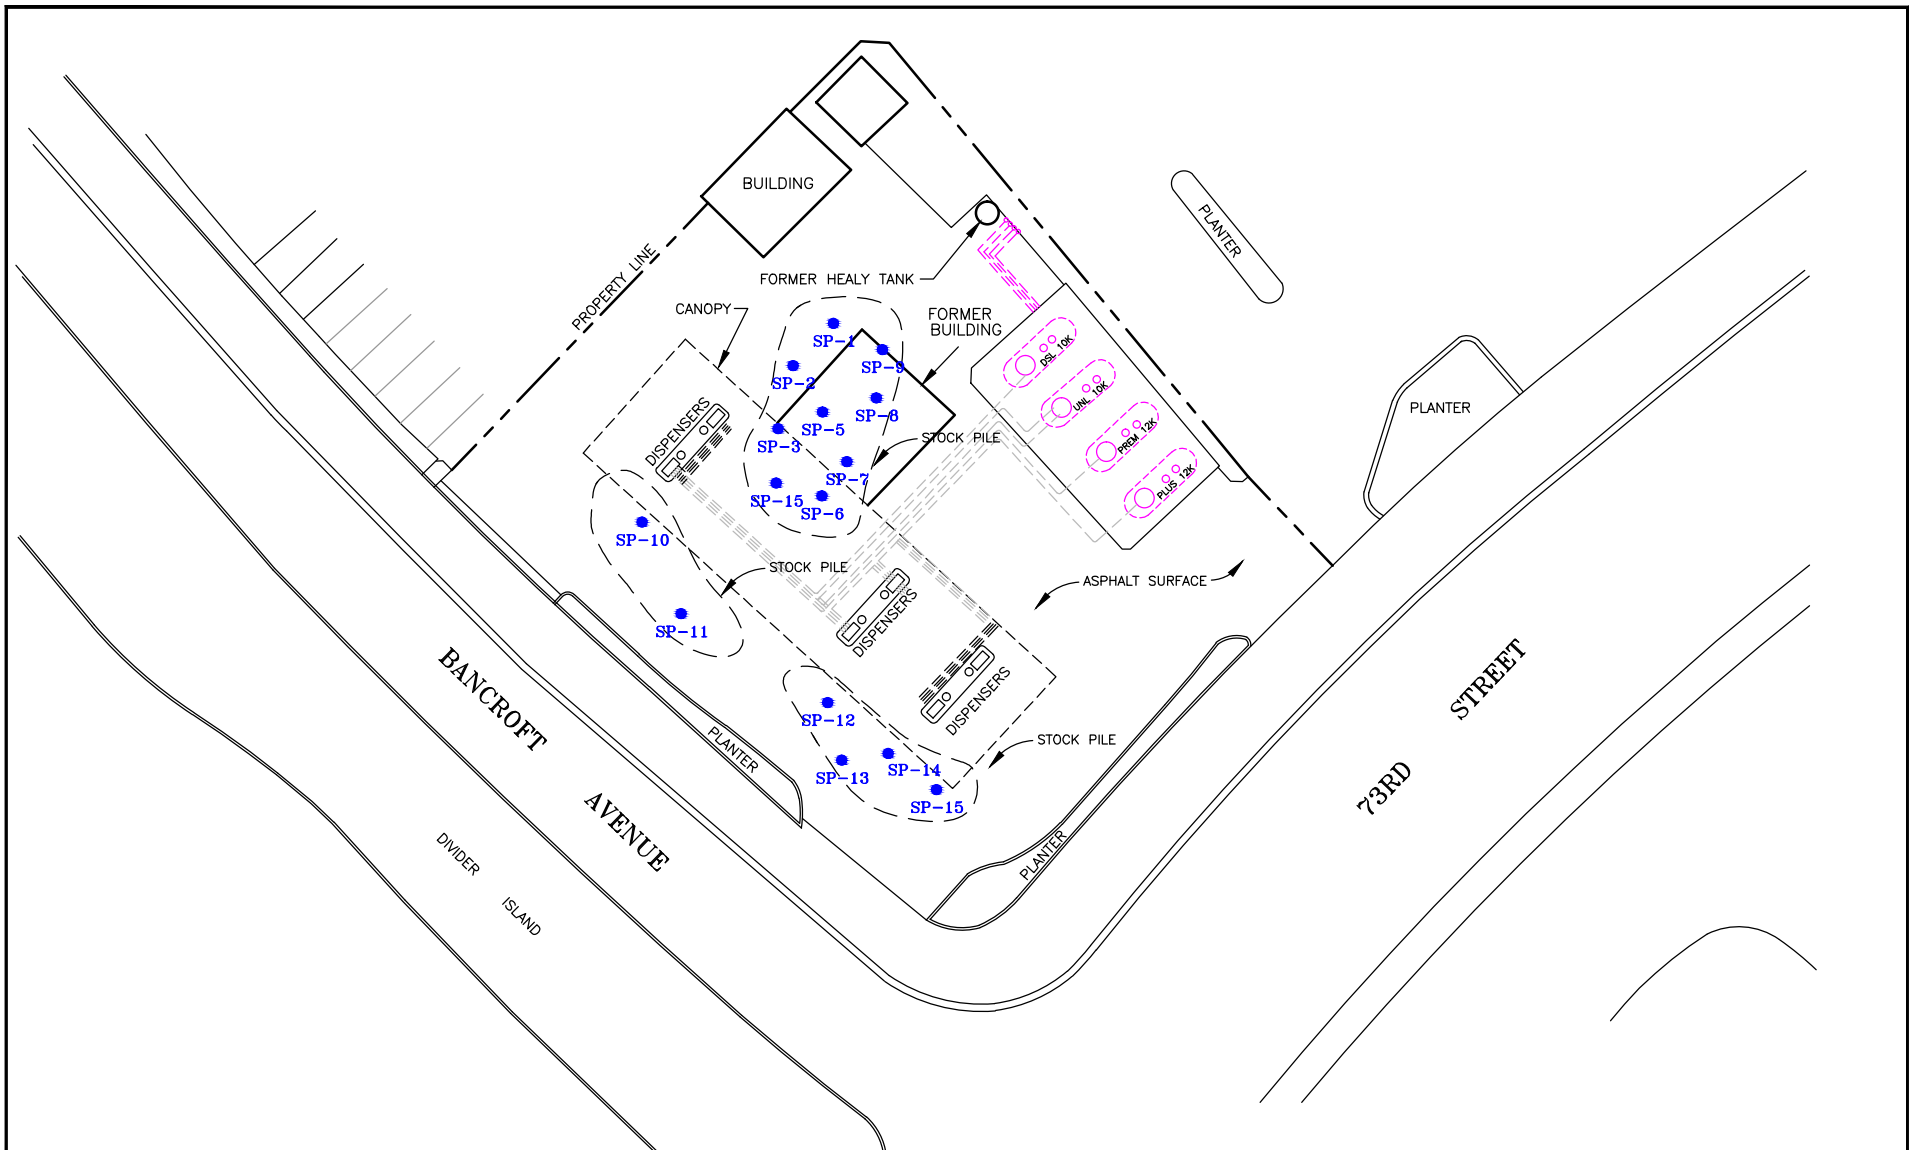 BUILDING
PLANTER
PROPERTY LINE
FORMER HEALY TANK
CANOPY
FORMER
BUILDING
SP-1
SP-9
SP-2
DSL 10K
UNL 10K
PREM 12K
PLUS 12K
DISPENSERS
SP-8
SP-5
SP-3
STOCK PILE
PLANTER
SP-7
SP-15
SP-6
SP-10
STOCK PILE
ASPHALT SURFACE
SP-11
DISPENSERS
DISPENSERS
BANCROFT
AVENUE
73RD
STREET
SP-12
SP-14
SP-13
SP-15
STOCK PILE
PLANTER
PLANTER
DIVIDER
ISLAND